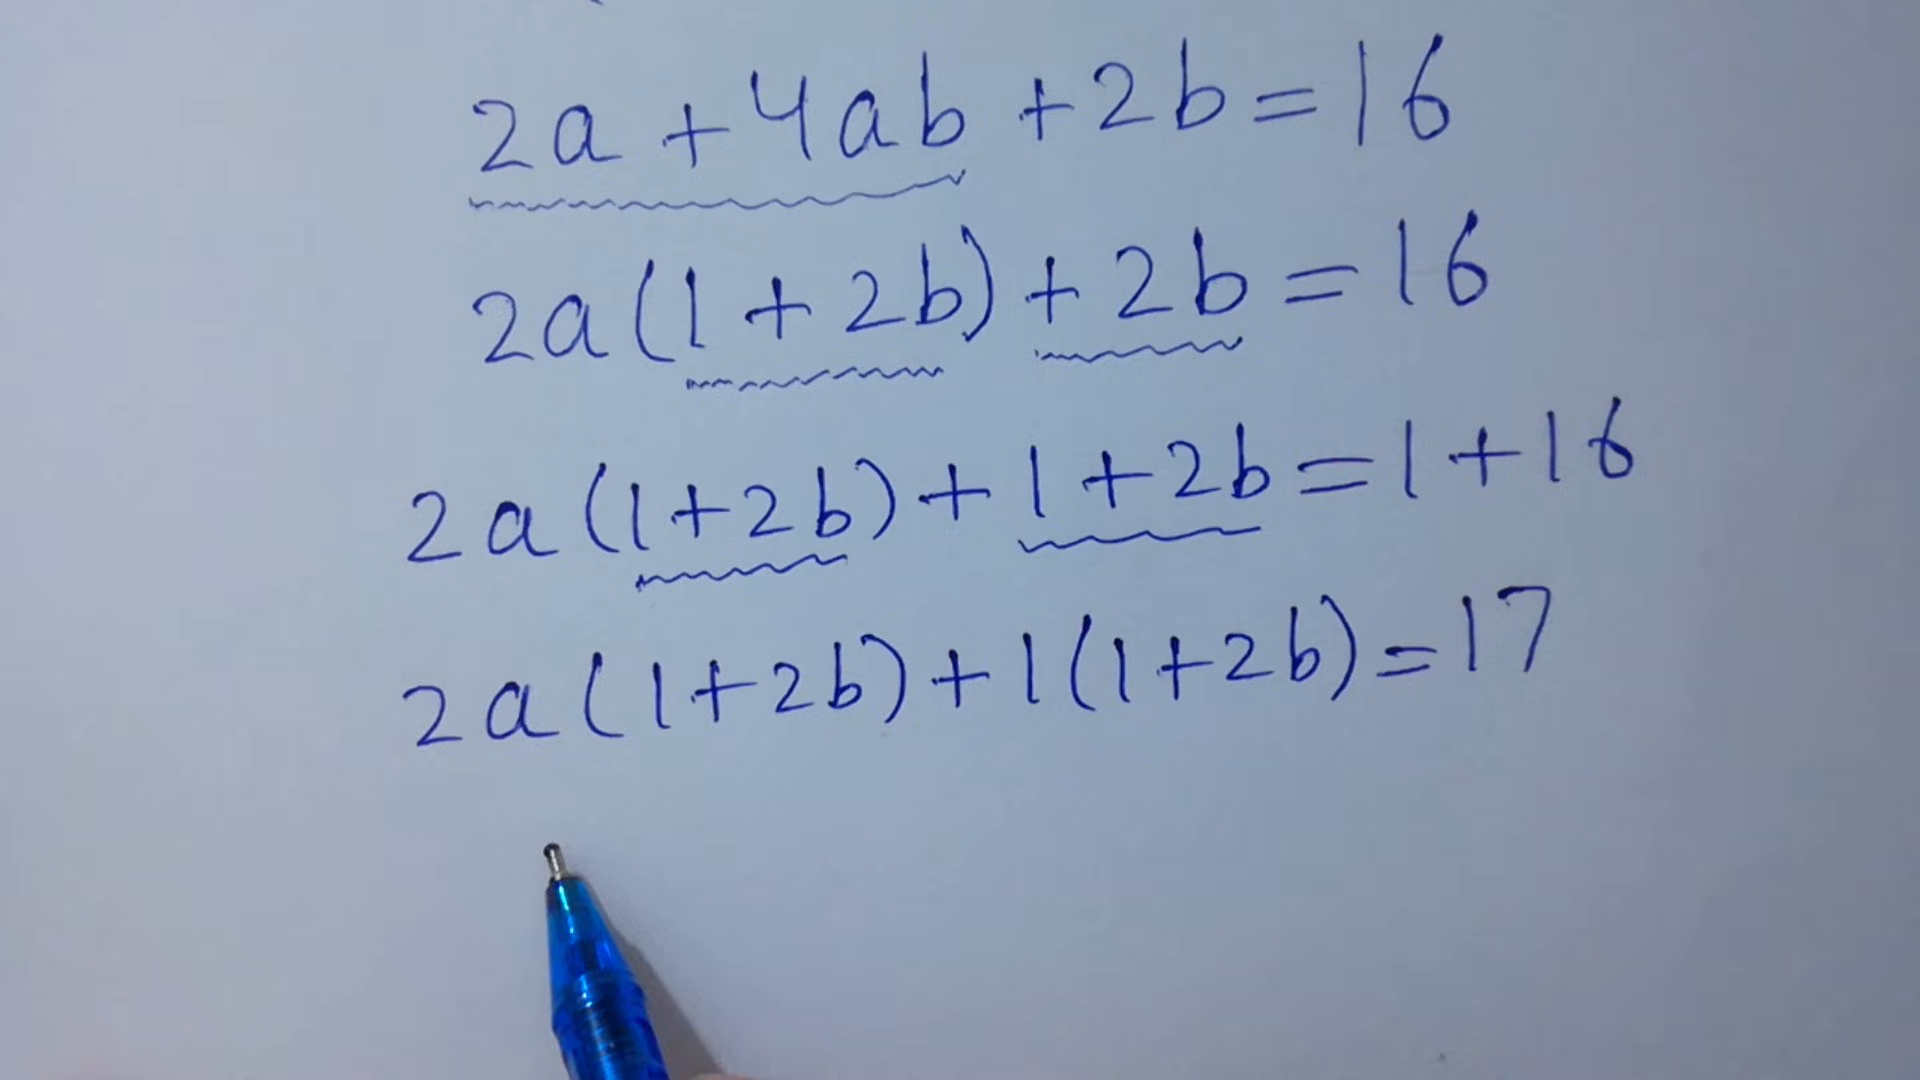 2a + 4ab + 2b = 16
2a (1 + 2b) + 2b = 16
2a (1+2b) + 1 + 2b = 1 + 16
2a (1+2b) + 1 (1+2b) = 17